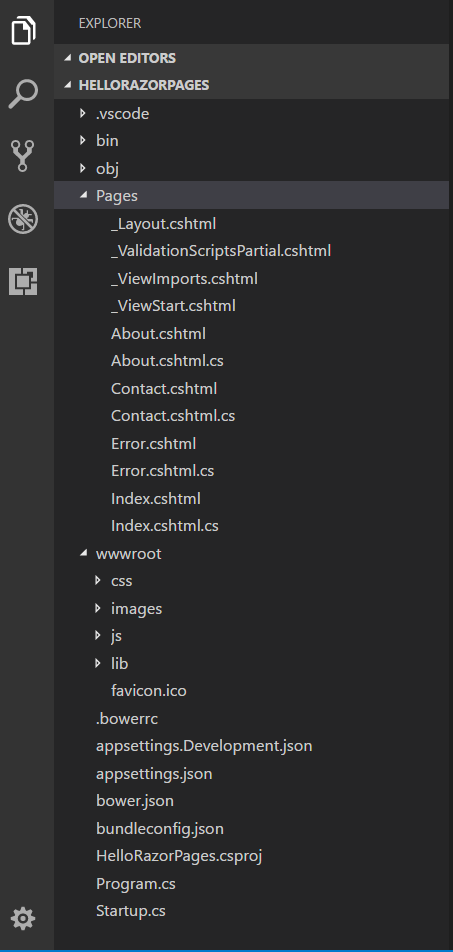 EXPLORER
OPEN EDITORS
HELLORAZORPAGES
.vscode
bin
obj
Pages
_Layout.cshtml
_ValidationScriptsPartial.cshtml
_ViewImports.cshtml
_ViewStart.cshtml
About.cshtml
About.cshtml.cs
Contact.cshtml
Contact.cshtml.cs
Error.cshtml
Error.cshtml.cs
Index.cshtml
Index.cshtml.cs
wwwroot
css
images
js
lib
favicon.ico
.bowerrc
appsettings.Development.json
appsettings.json
bower.json
bundleconfig.json
HelloRazorPages.csproj
Program.cs
Startup.cs